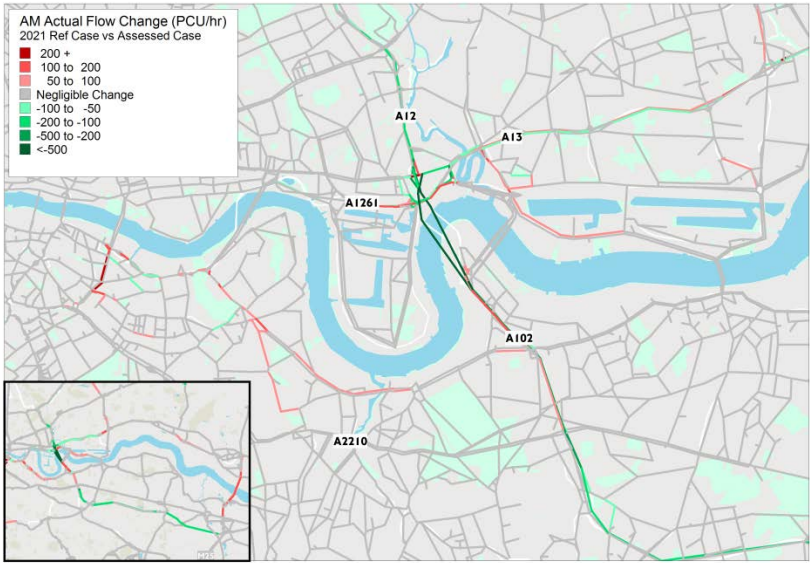 AM Actual Flow Change (PCU/hr)
2021 Ref Case vs Assessed Case
200 +
100 to 200
50 to 100
Negligible Change
-100 to -50
-200 to -100
-500 to -200
<-500
A12
A13
A1261
A102
A2210